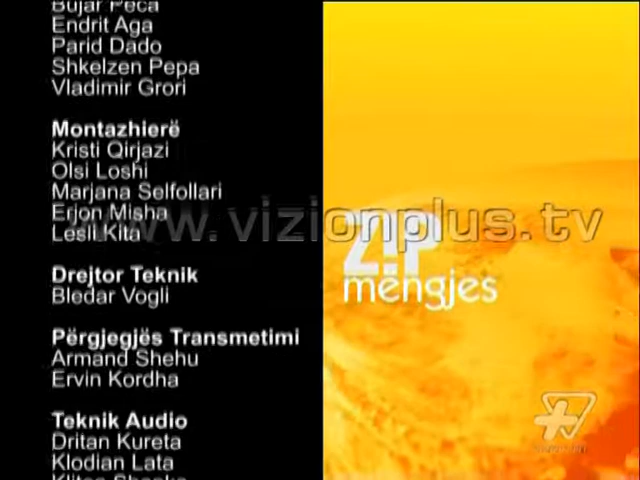 Bujar Peca
Endrit Aga
Parid Dado
Shkelzen Pepa
Vladimir Grori
Montazhierë
Kristi Qirjazi
Olsi Loshi
Marjana Selfollari
Erjon Misha
Lesli Kita
Drejtor Teknik
Bledar Vogli
Përgjegjës Transmetimi
Armand Shehu
Ervin Kordha
Teknik Audio
Dritan Kureta
Klodian Lata
www.vizionplus.tv
Z!P
mengjes